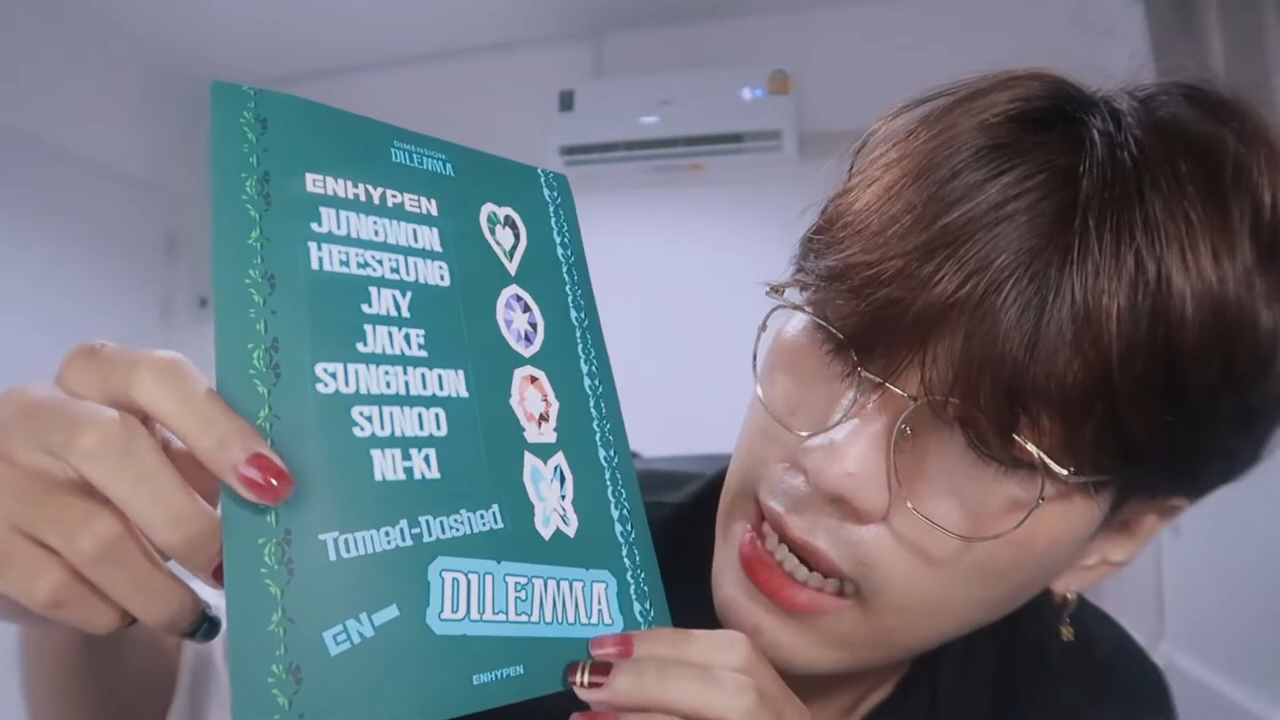 DIMENSION:
DILEMMA
ENHYPEN
JUNGWON
HEESEUNG
JAY
JAKE
SUNGHOON
SUNOO
NI-KI
Tamed-Dashed
DILEMMA
EN-
ENHYPEN